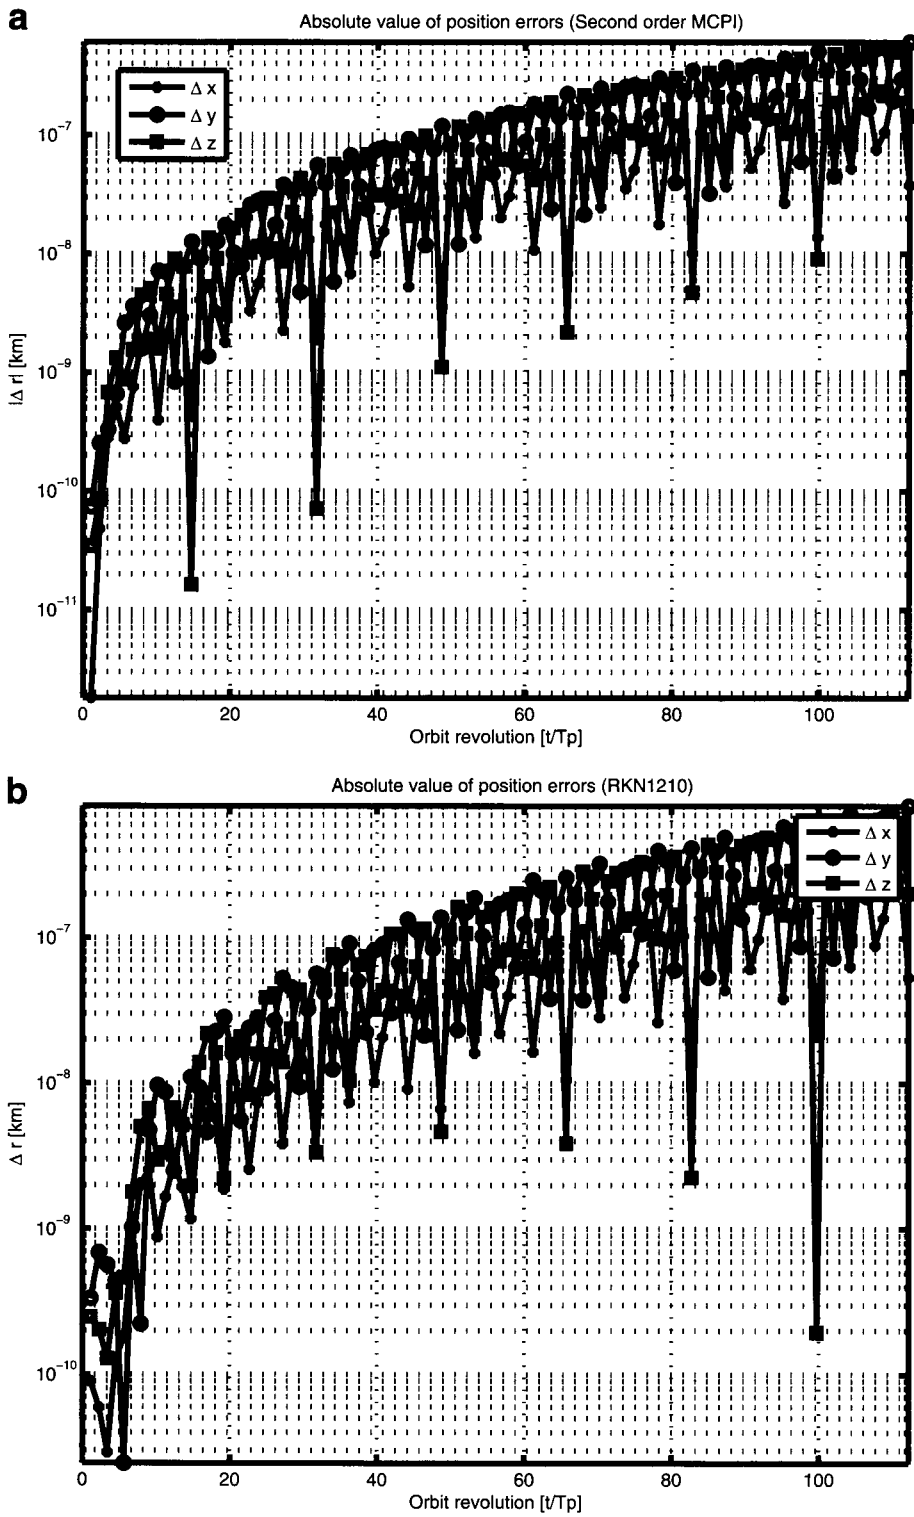 a
Absolute value of position errors (Second order MCPI)
Δ x
Δ y
Δ z
10⁻⁷
10⁻⁸
10⁻⁹
10⁻¹⁰
10⁻¹¹
|Δ r| [km]
0 20 40 60 80 100
Orbit revolution [t/Tp]
b
Absolute value of position errors (RKN1210)
Δ x
Δ y
Δ z
10⁻⁷
10⁻⁸
10⁻⁹
10⁻¹⁰
Δ r [km]
0 20 40 60 80 100
Orbit revolution [t/Tp]